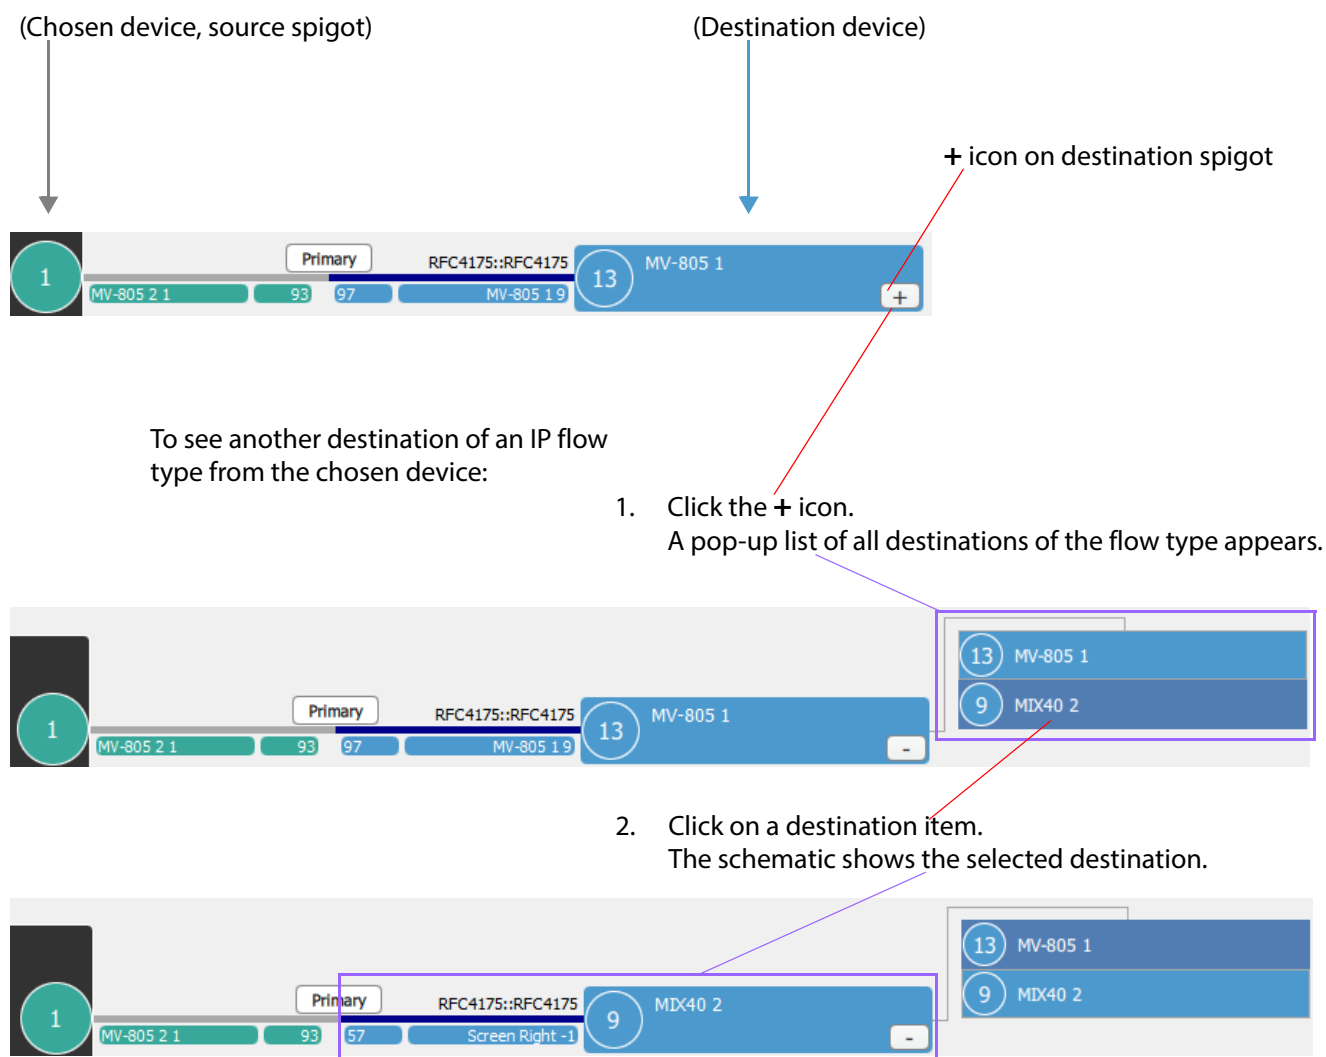 (Chosen device, source spigot)
(Destination device)
+ icon on destination spigot
1
Primary
RFC4175::RFC4175
MV-805 2 1
93
97
MV-805 1 9
13
MV-805 1
+
To see another destination of an IP flow
type from the chosen device:
1. Click the + icon.
A pop-up list of all destinations of the flow type appears.
13 MV-805 1
9 MIX40 2
1
Primary
RFC4175::RFC4175
MV-805 2 1
93
97
MV-805 1 9
13
MV-805 1
-
2. Click on a destination item.
The schematic shows the selected destination.
13 MV-805 1
9 MIX40 2
1
Primary
RFC4175::RFC4175
MV-805 2 1
93
57
Screen Right -1
9
MIX40 2
-